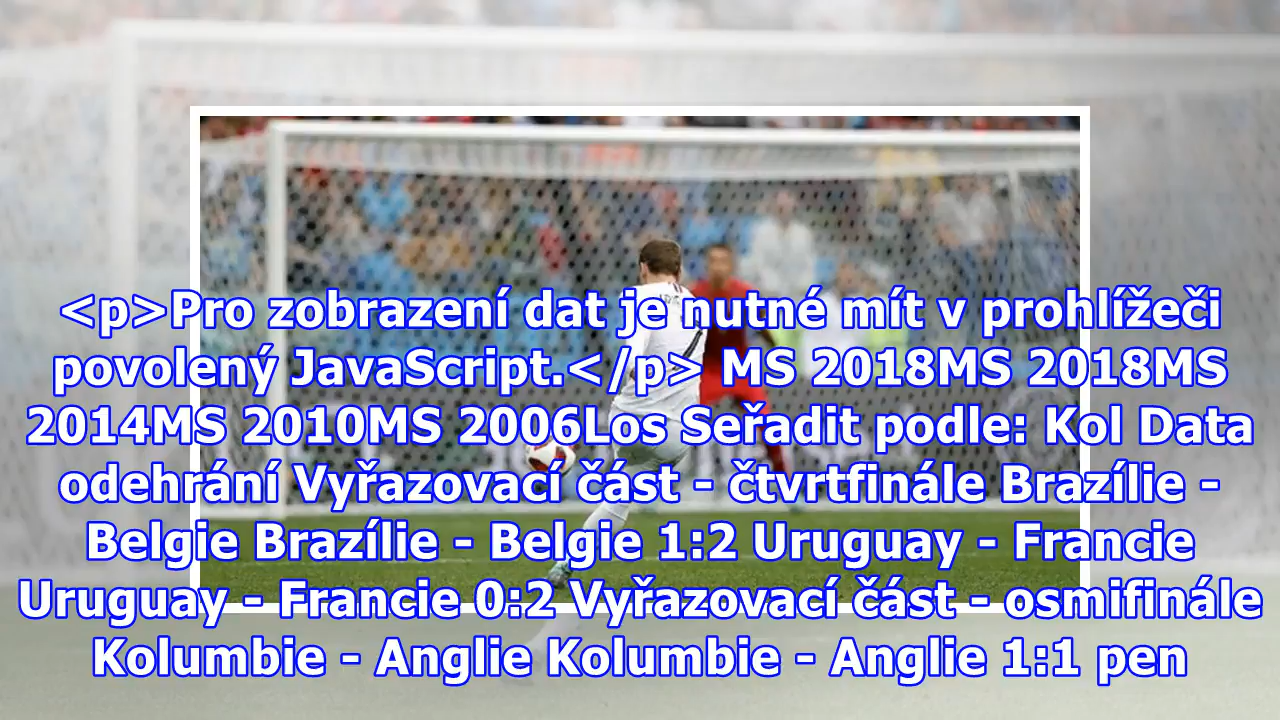 <p>Pro zobrazení dat je nutné mít v prohlížeči
povolený JavaScript.</p> MS 2018MS 2018MS
2014MS 2010MS 2006Los Seřadit podle: Kol Data
odehrání Vyřazovací část - čtvrtfinále Brazílie -
Belgie Brazílie - Belgie 1:2 Uruguay - Francie
Uruguay - Francie 0:2 Vyřazovací část - osmifinále
Kolumbie - Anglie Kolumbie - Anglie 1:1 pen